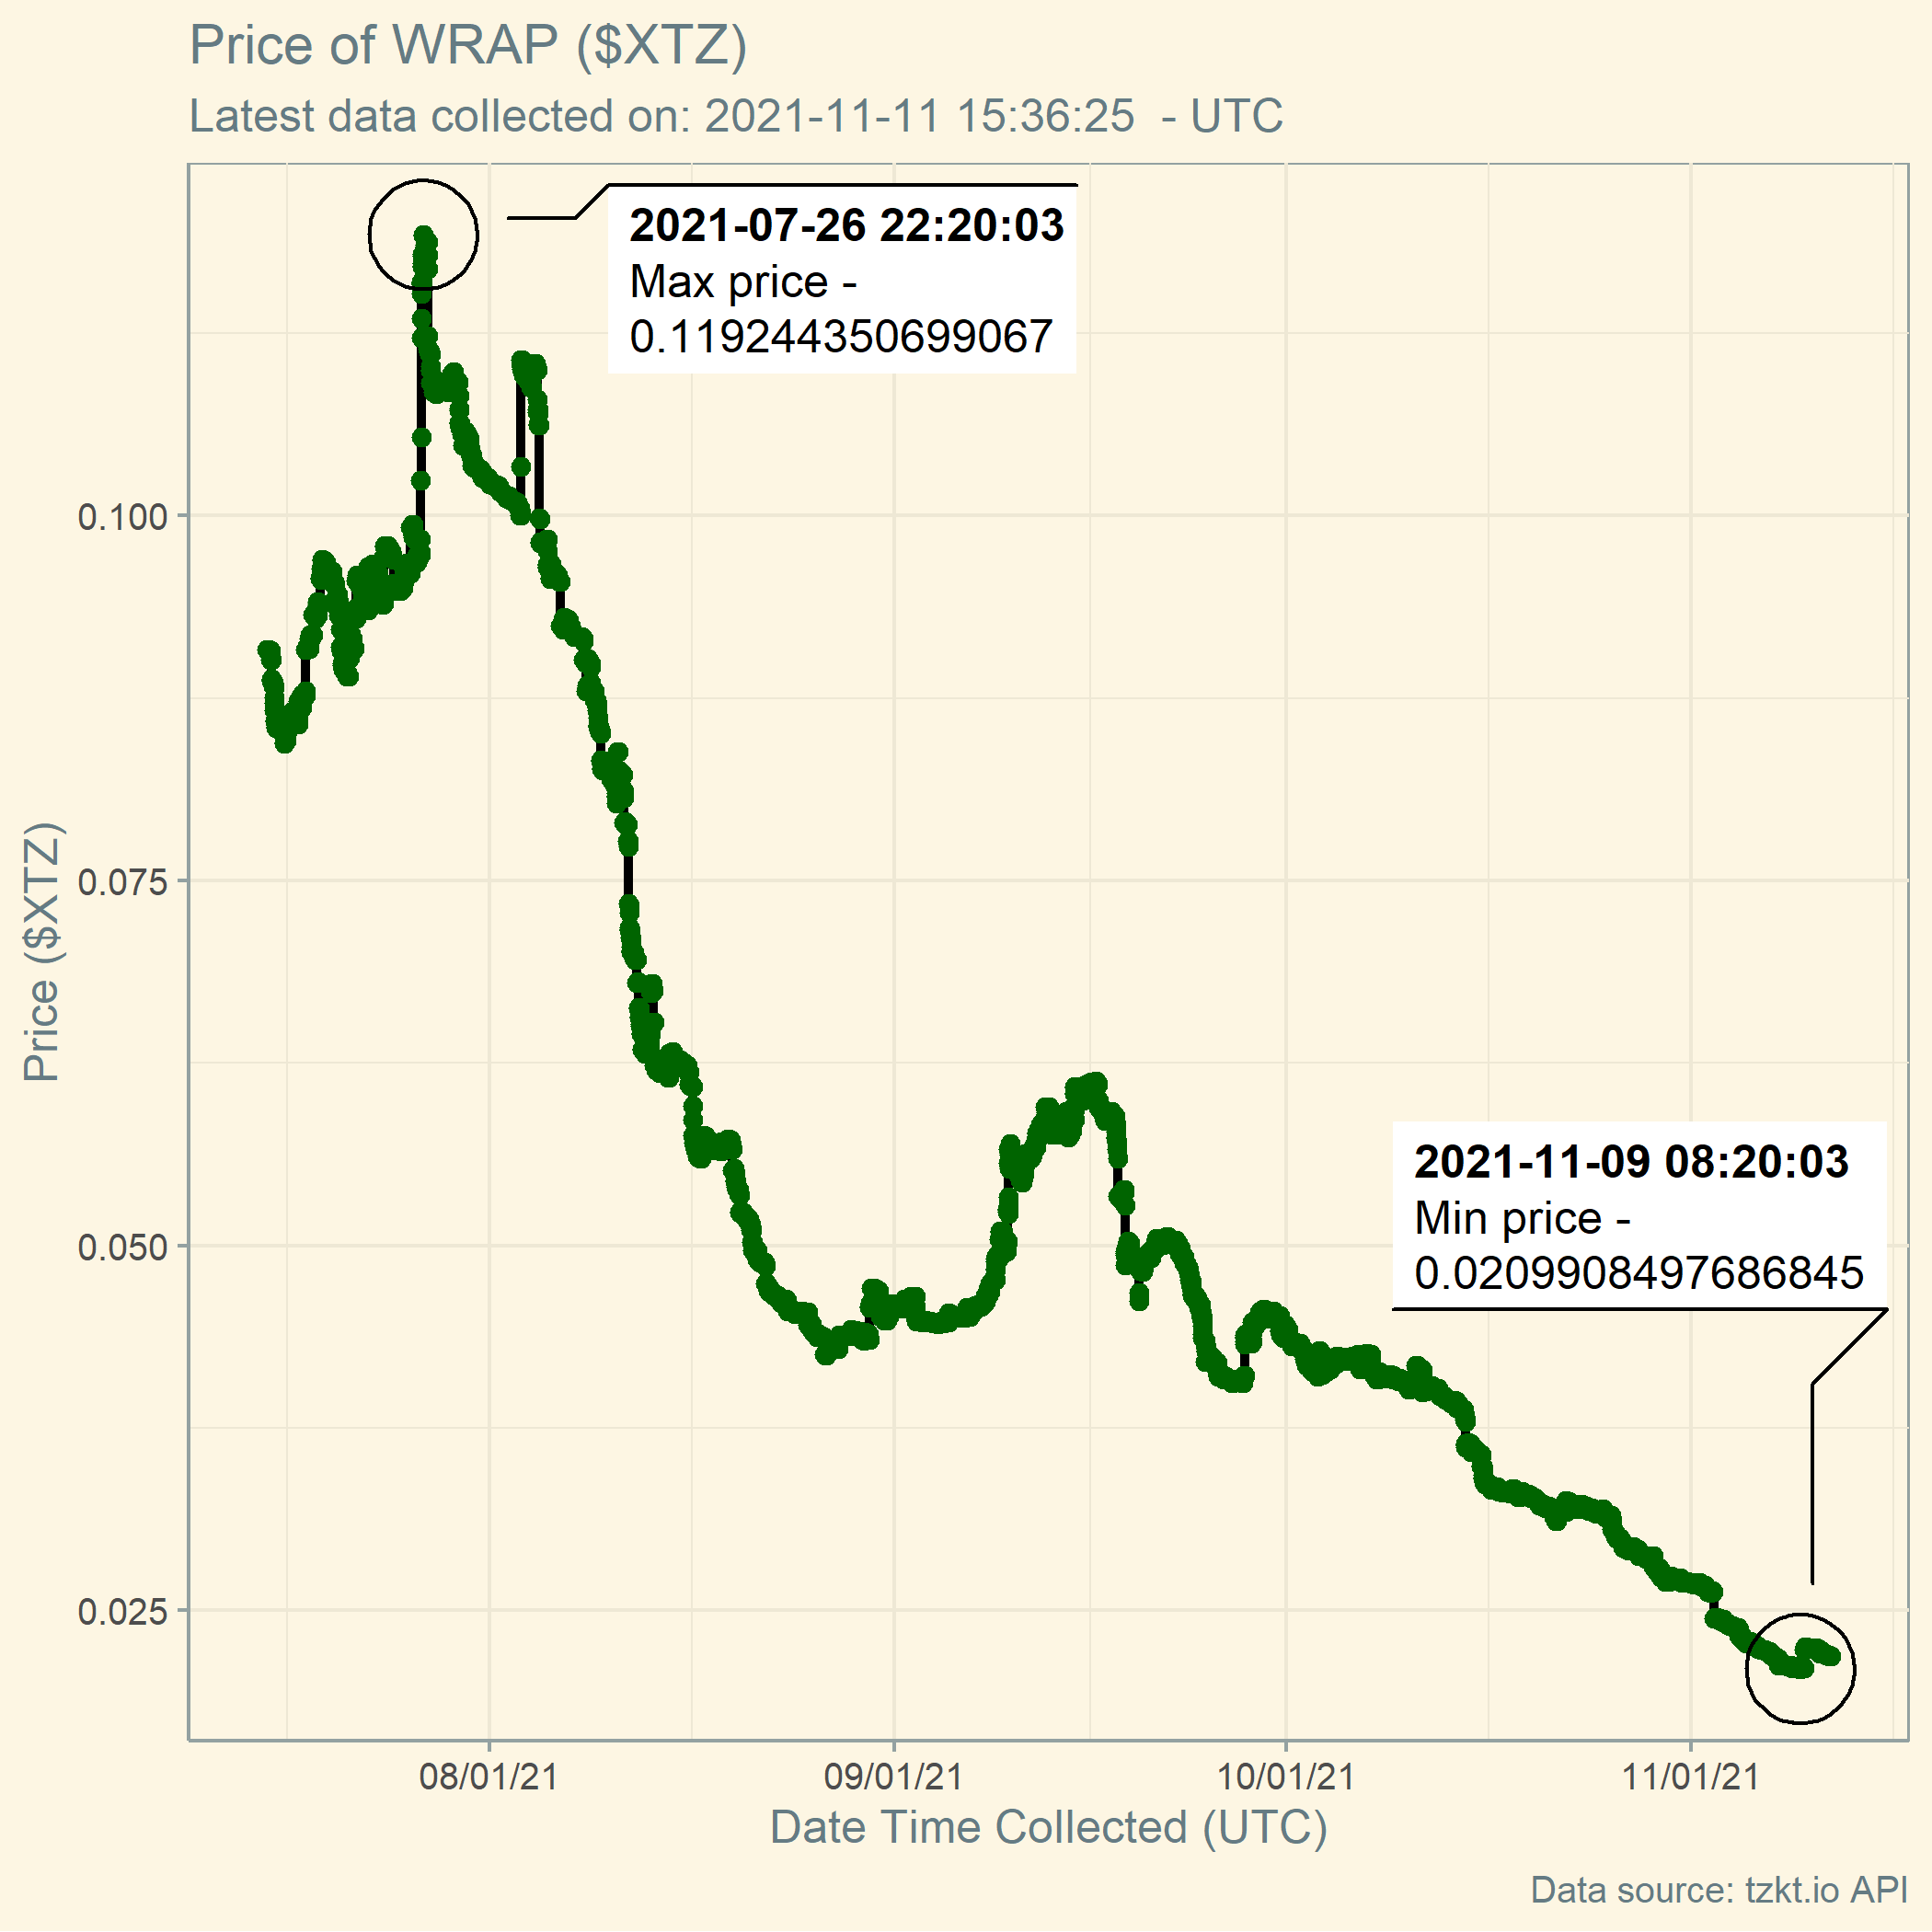 Price of WRAP ($XTZ)
Latest data collected on: 2021-11-11 15:36:25  - UTC
2021-07-26 22:20:03
Max price -
0.119244350699067
0.100
0.075
0.050
0.025
Price ($XTZ)
2021-11-09 08:20:03
Min price -
0.0209908497686845
08/01/21
09/01/21
10/01/21
11/01/21
Date Time Collected (UTC)
Data source: tzkt.io API